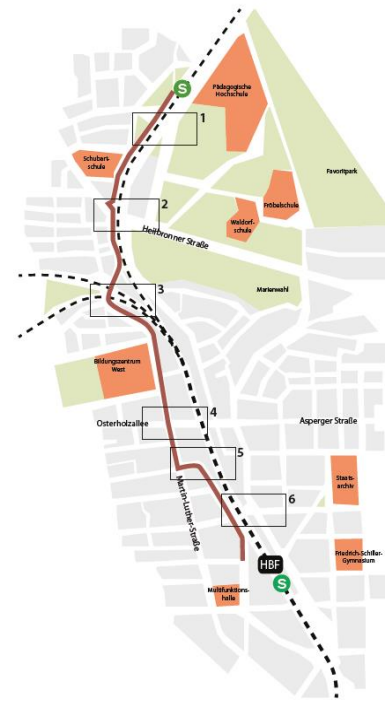 S
Pädagogische
Hochschule
1
Schubart-
schule
Favoritpark
Fröbelschule
2
Waldorf-
schule
Heilbronner Straße
Marienwahl
3
Bildungszentrum
West
4
Osterholzallee
Asperger Straße
5
Martin-Luther-Straße
Staats-
archiv
6
Friedrich-Schiller-
Gymnasium
HBF
S
Multifunktions-
halle